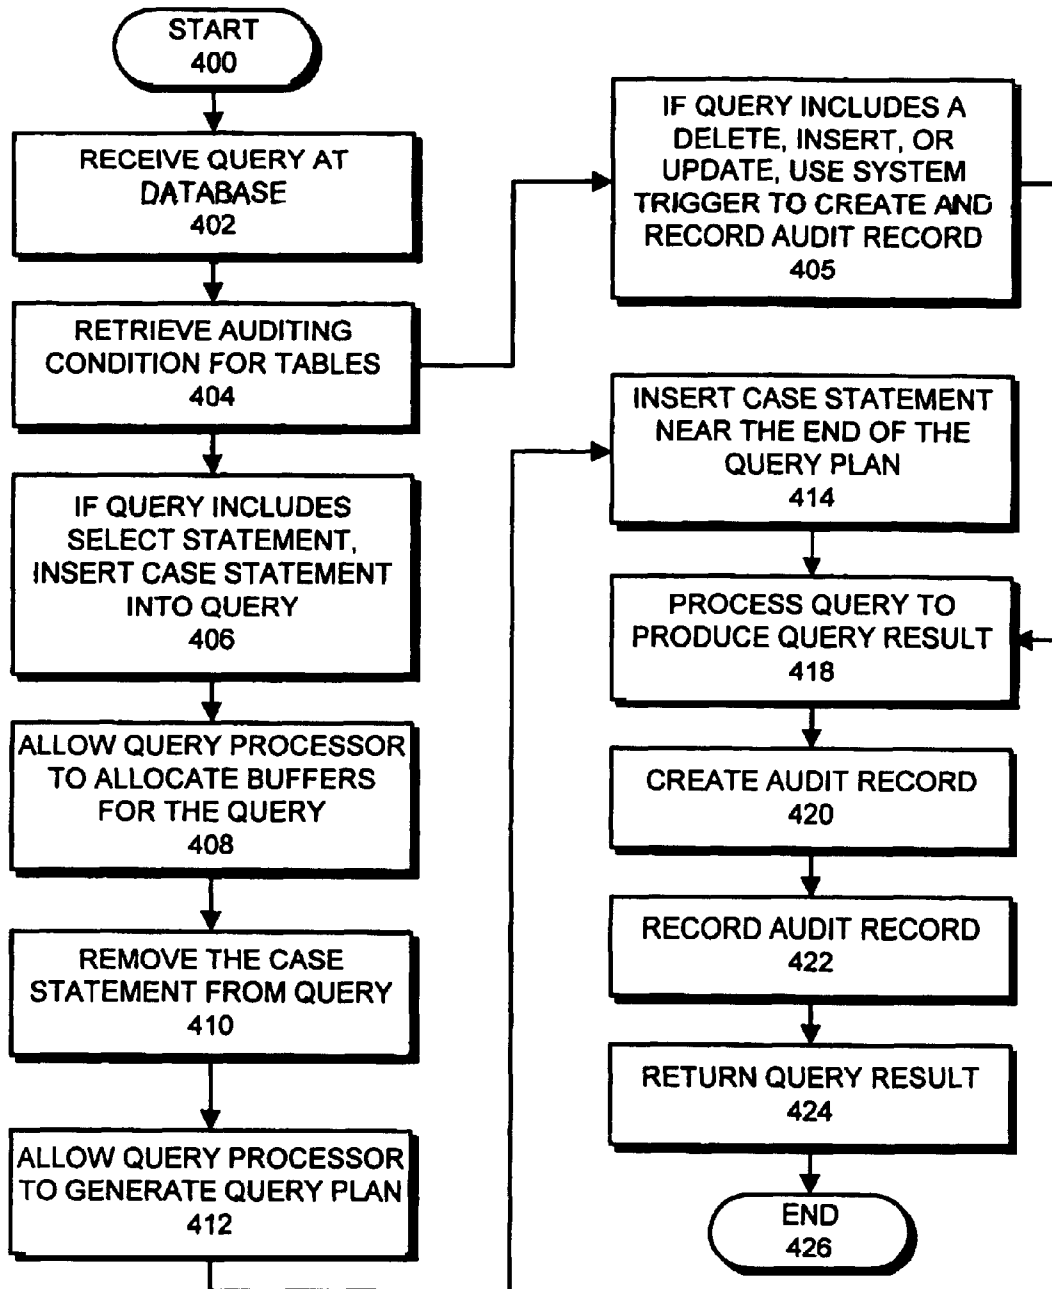 START
400
RECEIVE QUERY AT
DATABASE
402
RETRIEVE AUDITING
CONDITION FOR TABLES
404
IF QUERY INCLUDES
SELECT STATEMENT,
INSERT CASE STATEMENT
INTO QUERY
406
ALLOW QUERY PROCESSOR
TO ALLOCATE BUFFERS
FOR THE QUERY
408
REMOVE THE CASE
STATEMENT FROM QUERY
410
ALLOW QUERY PROCESSOR
TO GENERATE QUERY PLAN
412
IF QUERY INCLUDES A
DELETE, INSERT, OR
UPDATE, USE SYSTEM
TRIGGER TO CREATE AND
RECORD AUDIT RECORD
405
INSERT CASE STATEMENT
NEAR THE END OF THE
QUERY PLAN
414
PROCESS QUERY TO
PRODUCE QUERY RESULT
418
CREATE AUDIT RECORD
420
RECORD AUDIT RECORD
422
RETURN QUERY RESULT
424
END
426